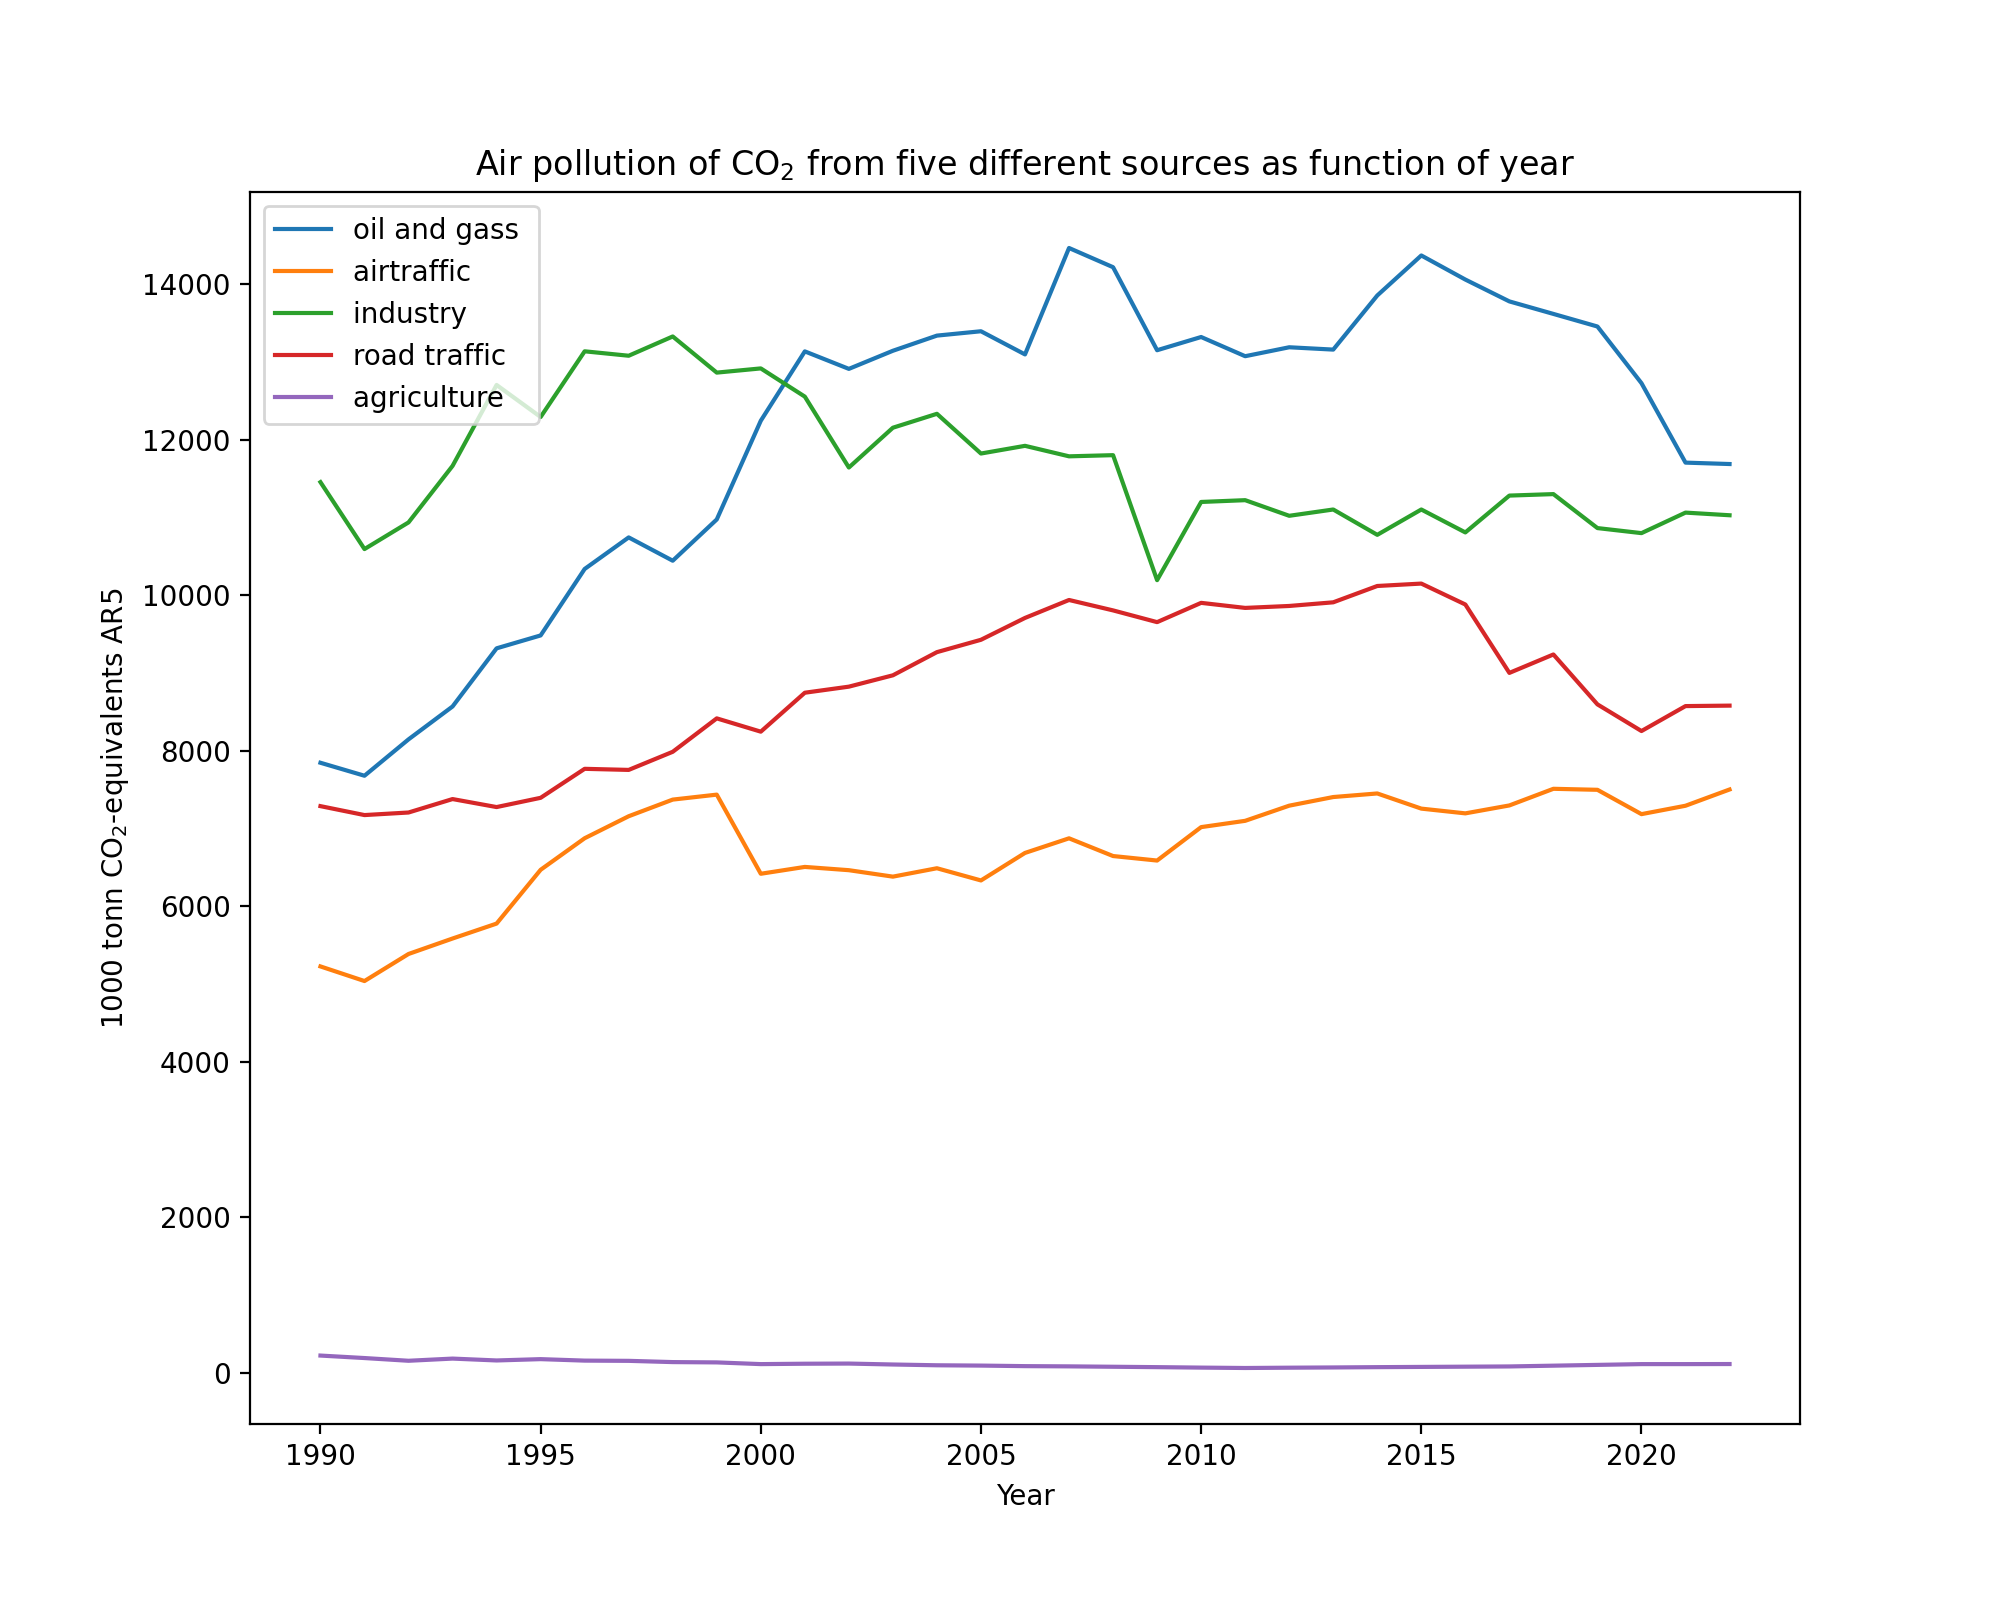 Air pollution of CO₂ from five different sources as function of year
oil and gass
airtraffic
industry
road traffic
agriculture
1000 tonn CO₂-equivalents AR5
14000
12000
10000
8000
6000
4000
2000
0
1990 1995 2000 2005 2010 2015 2020
Year